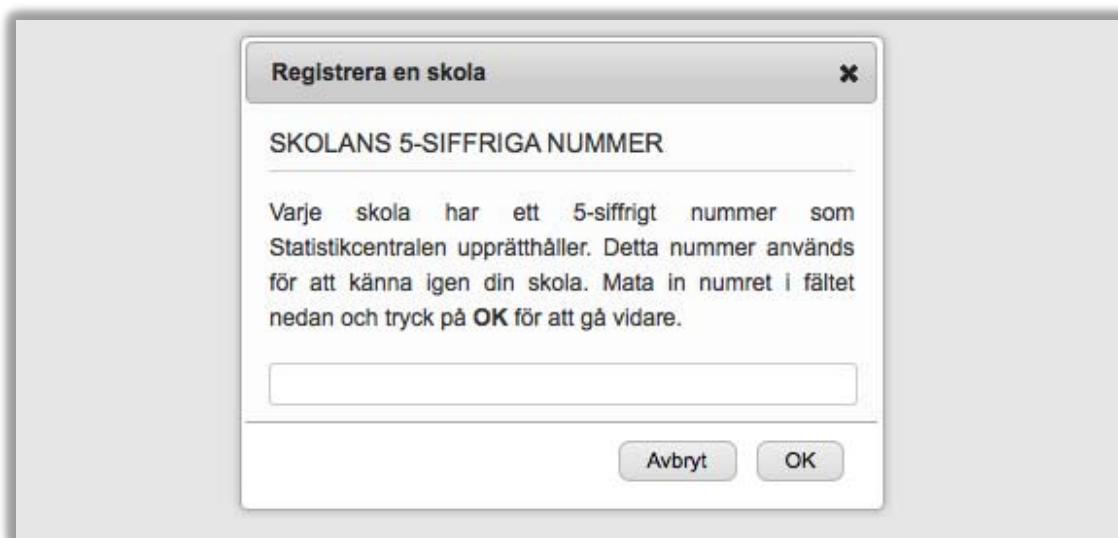 Registrera en skola
SKOLANS 5-SIFFRIGA NUMMER
Varje skola har ett 5-siffrigt nummer som
Statistikcentralen upprätthåller. Detta nummer används
för att känna igen din skola. Mata in numret i fältet
nedan och tryck på OK för att gå vidare.
Avbryt OK